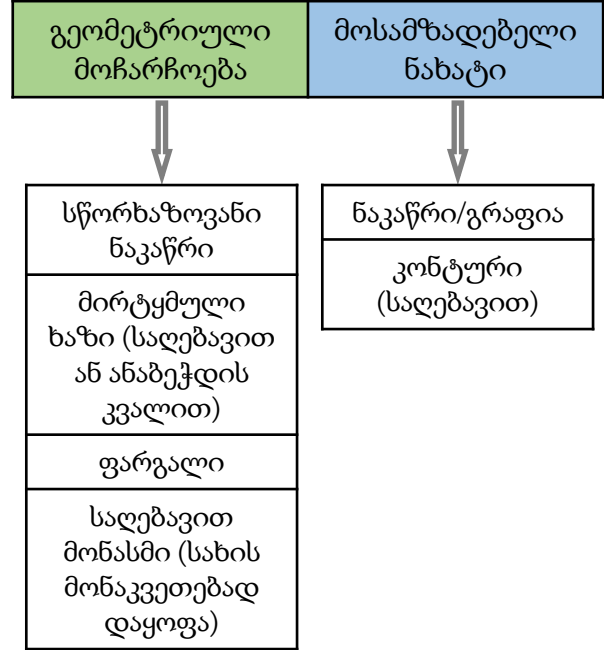 გეომეტრიული
მოჩარჩოება
მოსამზადებელი
ნახატი
სწორხაზოვანი
ნაკაწრი
მირტყმული
ხაზი (საღებავით
ან ანაბეჭდის
კვალით)
ფარგალი
საღებავით
მონასმი (სახის
მონაკვეთებად
დაყოფა)
ნაკაწრი/გრაფია
კონტური
(საღებავით)